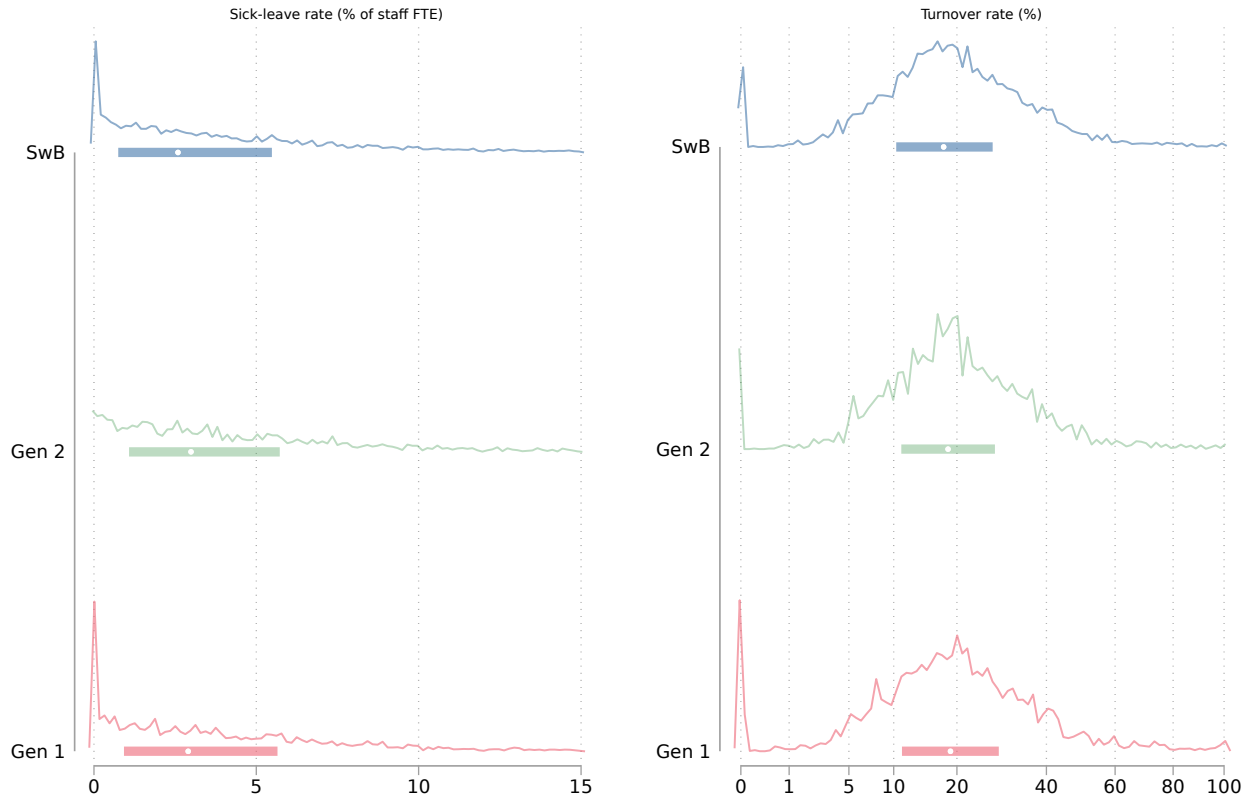 Sick-leave rate (% of staff FTE)
SwB
Gen 2
Gen 1
0 5 10 15
Turnover rate (%)
SwB
Gen 2
Gen 1
0 1 5 10 20 40 60 80 100